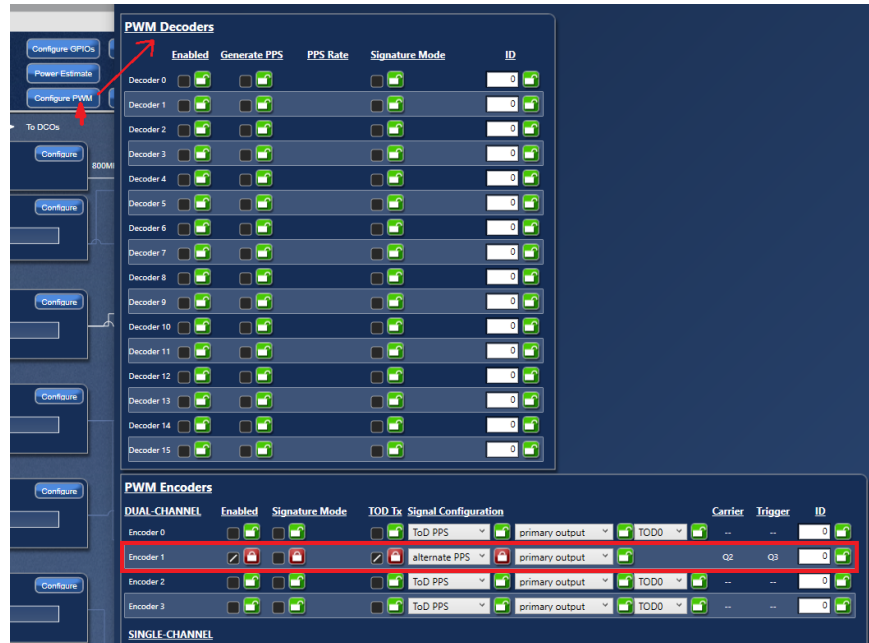 Configure GPIOs
Power Estimate
Configure PWM
To DCOs
Configure
800M
Configure
Configure
Configure
Configure
Configure
PWM Decoders
Enabled Generate PPS PPS Rate Signature Mode ID
Decoder 0 0
Decoder 1 0
Decoder 2 0
Decoder 3 0
Decoder 4 0
Decoder 5 0
Decoder 6 0
Decoder 7 0
Decoder 8 0
Decoder 9 0
Decoder 10 0
Decoder 11 0
Decoder 12 0
Decoder 13 0
Decoder 14 0
Decoder 15 0
PWM Encoders
DUAL-CHANNEL Enabled Signature Mode TOD Tx Signal Configuration Carrier Trigger ID
Encoder 0 ToD PPS primary output TOD0 -- -- 0
Encoder 1 alternate PPS primary output Q2 Q3 0
Encoder 2 ToD PPS primary output TOD0 -- -- 0
Encoder 3 ToD PPS primary output TOD0 -- -- 0
SINGLE-CHANNEL